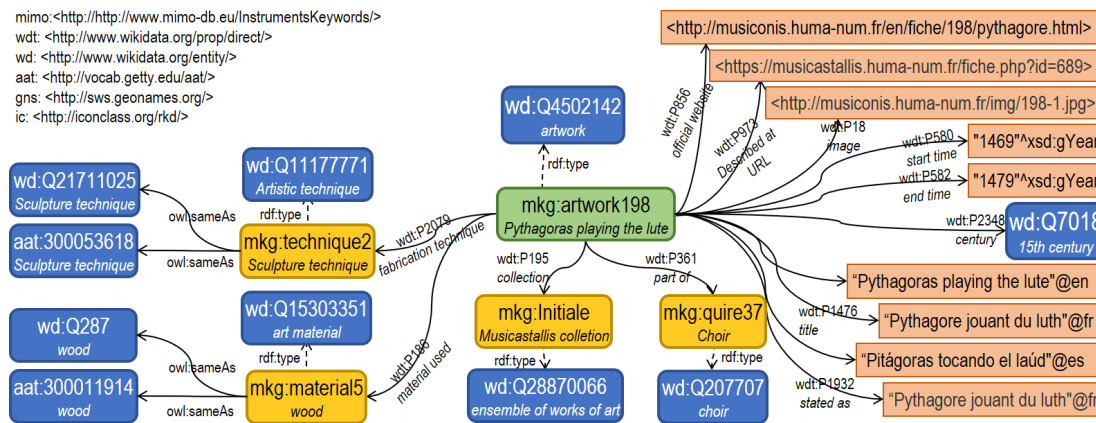 mimo:<http://http://www.mimo-db.eu/InstrumentsKeywords/>
wdt: <http://www.wikidata.org/prop/direct/>
wd: <http://www.wikidata.org/entity/>
aat: <http://vocab.getty.edu/aat/>
gns: <http://sws.geonames.org/>
ic: <http://iconclass.org/rkd/>
<http://musiconis.huma-num.fr/en/fiche/198/pythagore.html>
<https://musicastallis.huma-num.fr/fiche.php?id=689>
<http://musiconis.huma-num.fr/img/198-1.jpg>
wdt:P856
official website
wdt:P973
Described at
URL
wdt:P18
image
wdt:P580
start time
"1469"^xsd:gYear
wdt:P582
end time
"1479"^xsd:gYear
wd:Q4502142
artwork
rdf:type
wd:Q11177771
Artistic technique
rdf:type
wd:Q21711025
Sculpture technique
owl:sameAs
aat:300053618
Sculpture technique
mkg:technique2
Sculpture technique
wdt:P2079
fabrication technique
mkg:artwork198
Pythagoras playing the lute
wdt:P2348
century
wd:Q7018
15th century
wdt:P195
collection
wdt:P361
part of
wd:Q15303351
art material
rdf:type
wd:Q287
wood
owl:sameAs
aat:300011914
wood
mkg:material5
wood
wdt:P186
material used
mkg:Initiale
Musicastallis colletion
rdf:type
wd:Q28870066
ensemble of works of art
mkg:quire37
Choir
rdf:type
wd:Q207707
choir
“Pythagoras playing the lute"@en
wdt:P1476
title
“Pythagore jouant du luth"@fr
“Pitágoras tocando el laúd"@es
wdt:P1932
stated as
“Pythagore jouant du luth"@fr